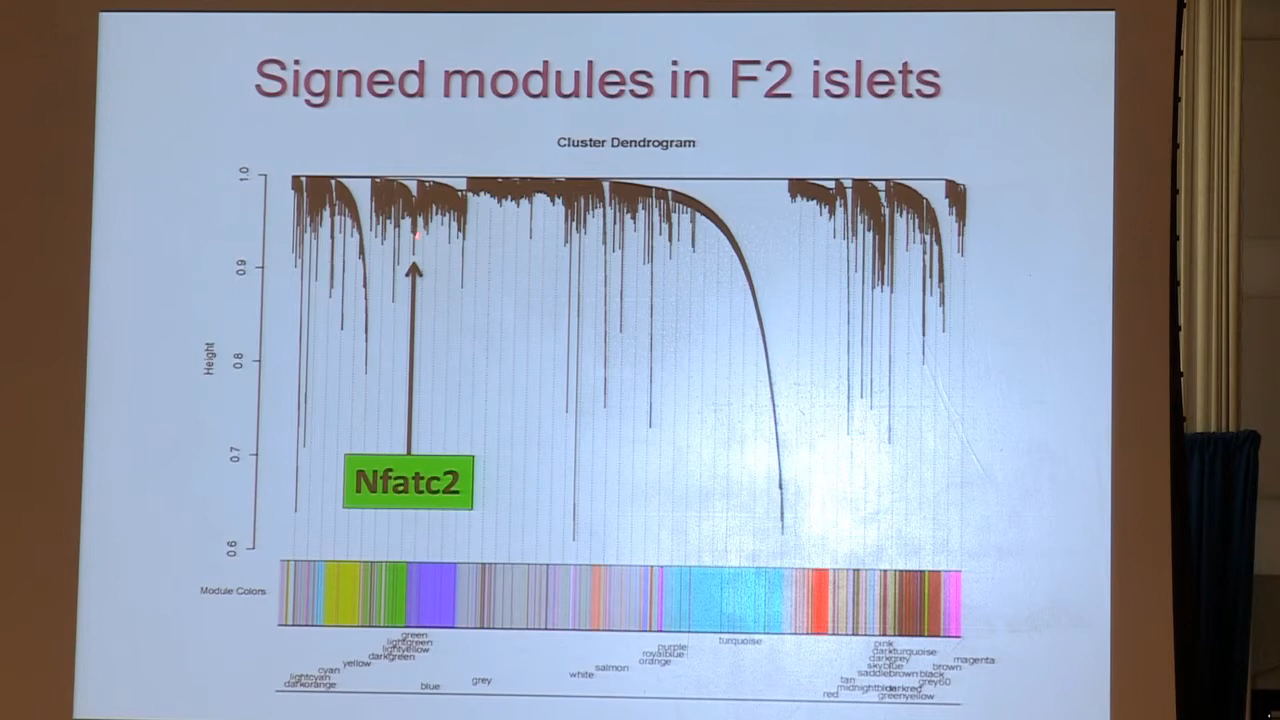 Signed modules in F2 islets
Cluster Dendrogram
1.0
0.9
Height
0.8
0.7
Nfatc2
0.6
Module Colors
green
lightgreen
lightyellow
darkgreen
yellow
cyan
lightcyan
darkorange
blue
grey
white
salmon
purple
royalblue
orange
turquoise
pink
darkturquoise
darkgrey
skyblue
saddlebrown
tan
midnightblue
red
brown
black
grey60
darkred
greenyellow
magenta